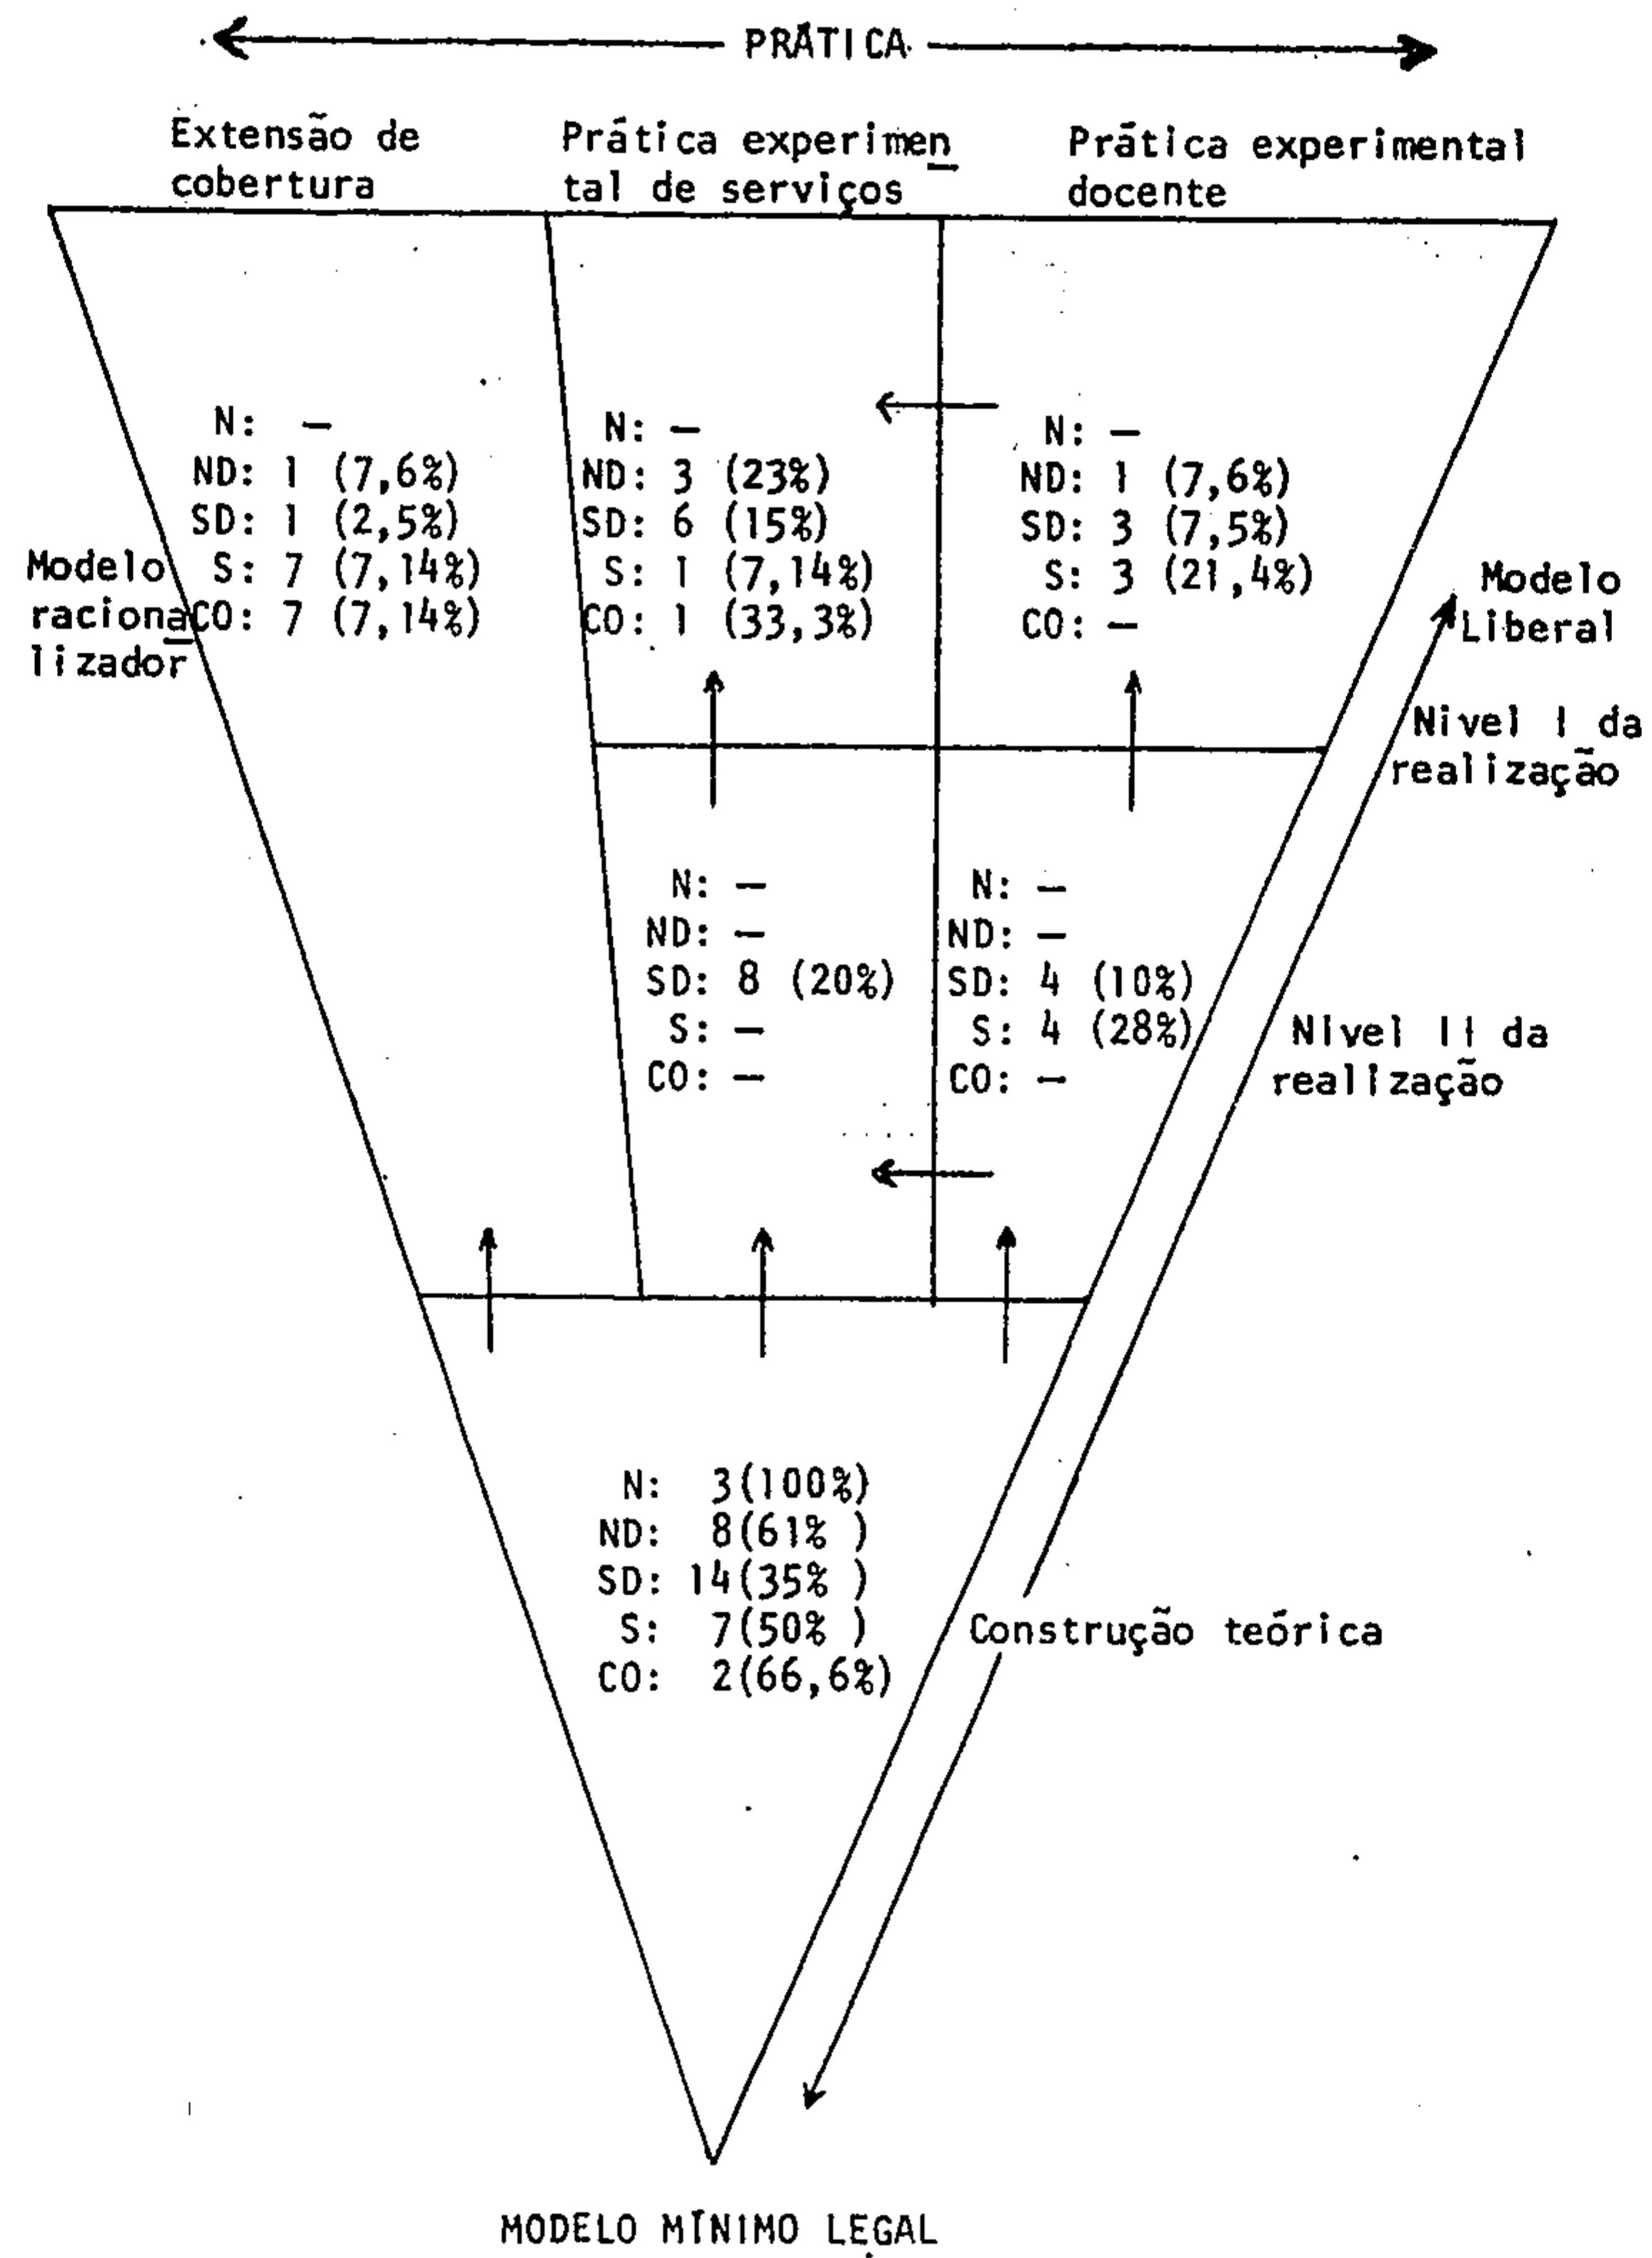 PRÁTICA
Extensão de
cobertura
Prática experimen
tal de serviços
Prática experimental
docente
N: —
ND: 1 (7,6%)
SD: 1 (2,5%)
S: 7 (7,14%)
CO: 7 (7,14%)
N: —
ND: 3 (23%)
SD: 6 (15%)
S: 1 (7,14%)
CO: 1 (33,3%)
N: —
ND: 1 (7,6%)
SD: 3 (7,5%)
S: 3 (21,4%)
CO: —
Modelo
raciona
lizador
Modelo
Liberal
Nivel I da
realização
N: —
ND: —
SD: 8 (20%)
S: —
CO: —
N: —
ND: —
SD: 4 (10%)
S: 4 (28%)
CO: —
Nivel II da
realização
N: 3(100%)
ND: 8(61% )
SD: 14(35% )
S: 7(50% )
CO: 2(66,6%)
Construção teórica
MODELO MÍNIMO LEGAL